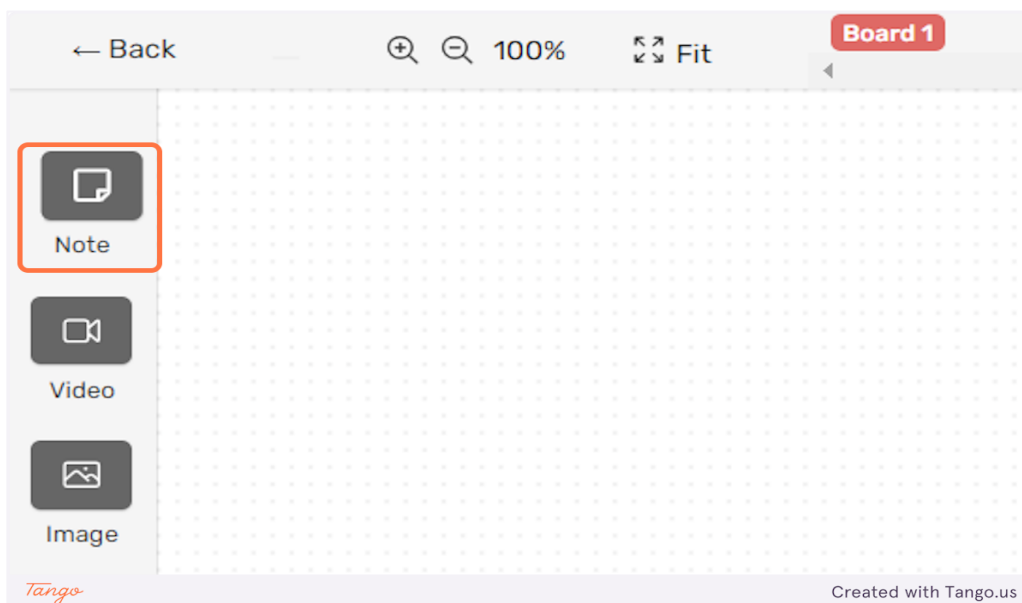 ← Back
100%
Fit
Board 1
Note
Video
Image
Tango
Created with Tango.us